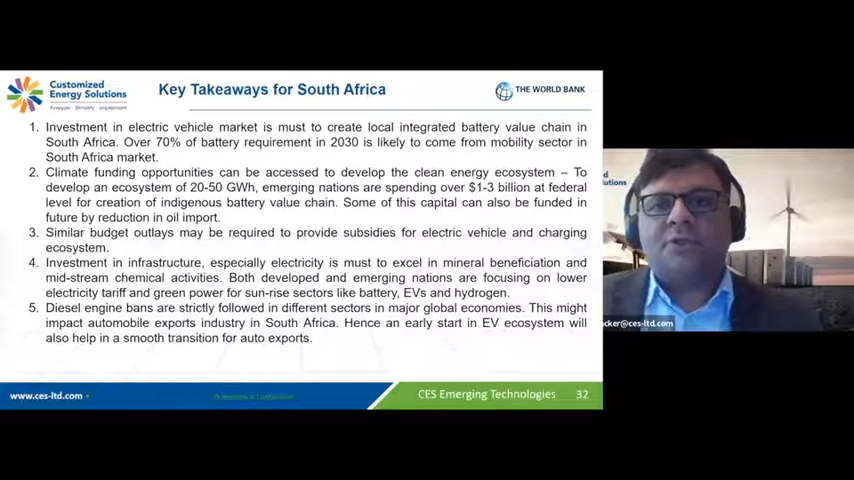 Customized
Energy Solutions
Analyze · Simplify · Implement
Key Takeaways for South Africa
THE WORLD BANK
1. Investment in electric vehicle market is must to create local integrated battery value chain in
South Africa. Over 70% of battery requirement in 2030 is likely to come from mobility sector in
South Africa market.
2. Climate funding opportunities can be accessed to develop the clean energy ecosystem – To
develop an ecosystem of 20-50 GWh, emerging nations are spending over $1-3 billion at federal
level for creation of indigenous battery value chain. Some of this capital can also be funded in
future by reduction in oil import.
3. Similar budget outlays may be required to provide subsidies for electric vehicle and charging
ecosystem.
4. Investment in infrastructure, especially electricity is must to excel in mineral beneficiation and
mid-stream chemical activities. Both developed and emerging nations are focusing on lower
electricity tariff and green power for sun-rise sectors like battery, EVs and hydrogen.
5. Diesel engine bans are strictly followed in different sectors in major global economies. This might
impact automobile exports industry in South Africa. Hence an early start in EV ecosystem will
also help in a smooth transition for auto exports.
www.ces-ltd.com
CES Emerging Technologies
32
olutions
cker@ces-ltd.com